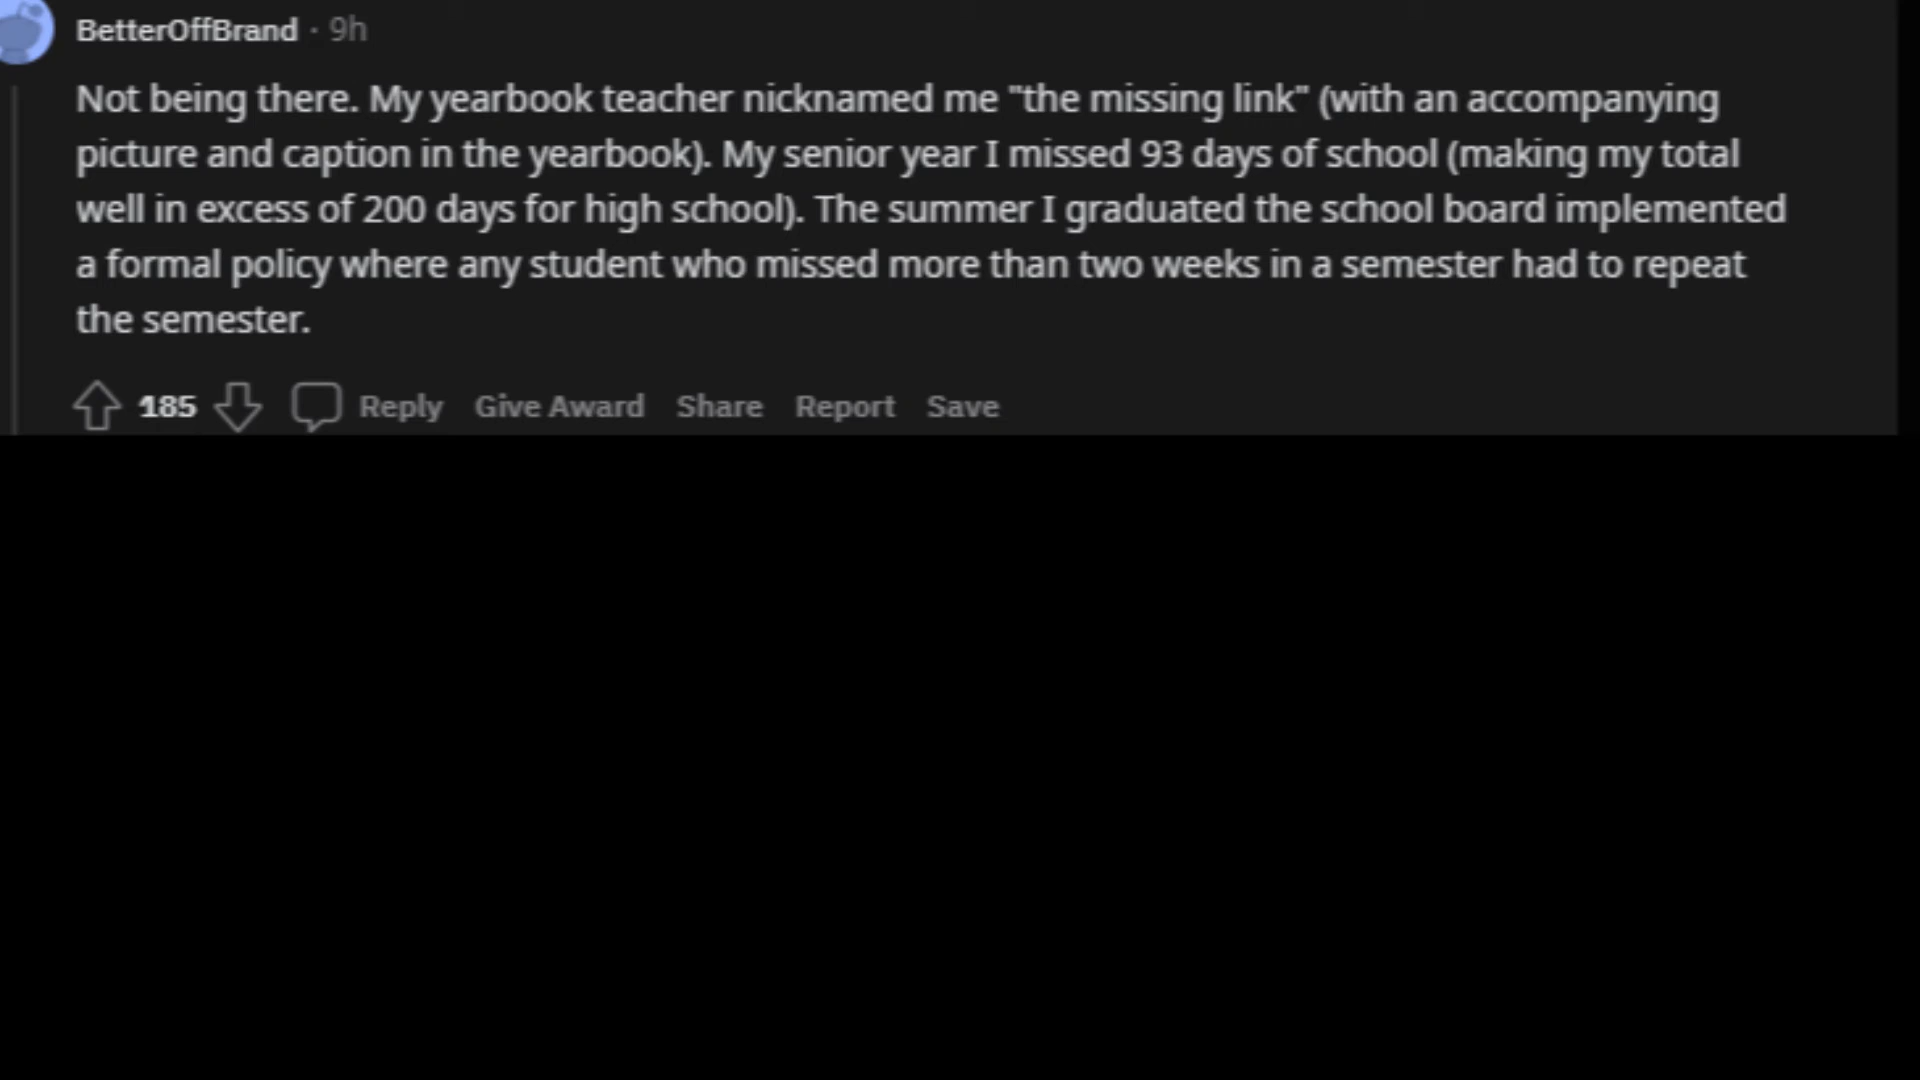 BetterOffBrand · 9h
Not being there. My yearbook teacher nicknamed me "the missing link" (with an accompanying
picture and caption in the yearbook). My senior year I missed 93 days of school (making my total
well in excess of 200 days for high school). The summer I graduated the school board implemented
a formal policy where any student who missed more than two weeks in a semester had to repeat
the semester.
185 Reply Give Award Share Report Save